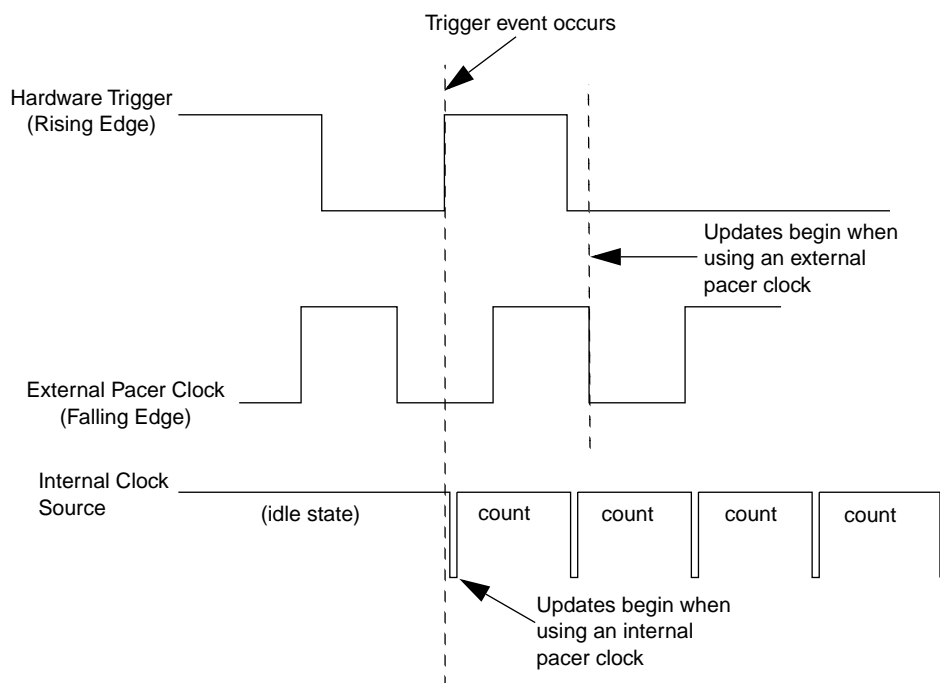 Trigger event occurs
Hardware Trigger
(Rising Edge)
Updates begin when
using an external
pacer clock
External Pacer Clock
(Falling Edge)
Internal Clock
Source
(idle state)
count
count
count
count
Updates begin when
using an internal
pacer clock